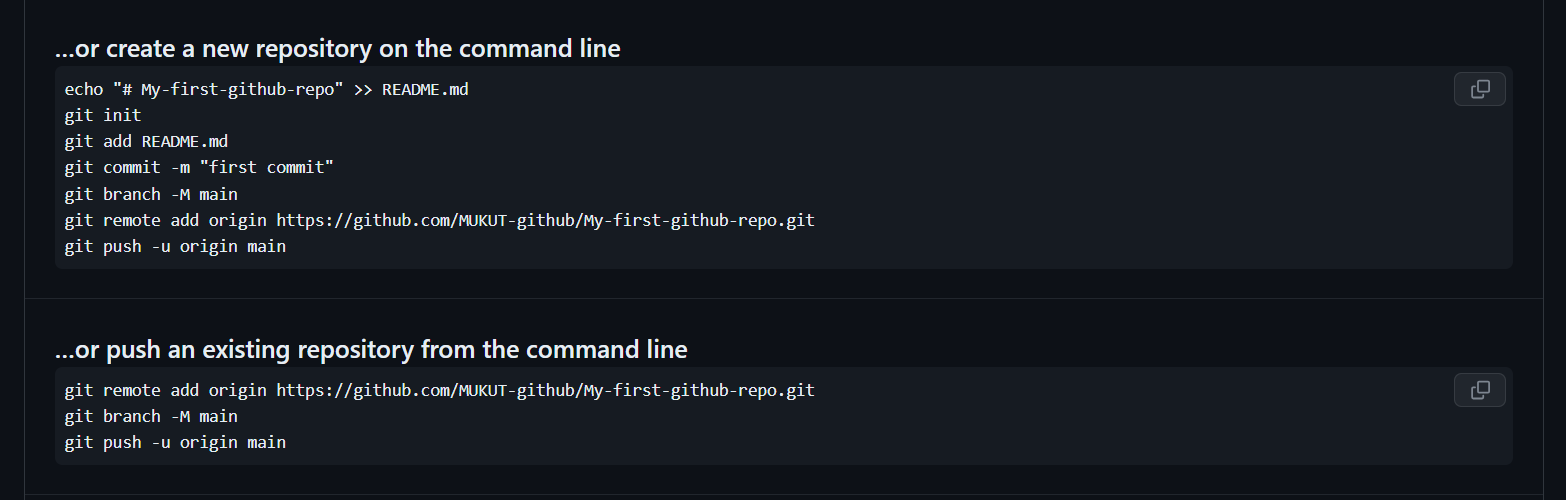 ...or create a new repository on the command line
echo "# My-first-github-repo" >> README.md
git init
git add README.md
git commit -m "first commit"
git branch -M main
git remote add origin https://github.com/MUKUT-github/My-first-github-repo.git
git push -u origin main
...or push an existing repository from the command line
git remote add origin https://github.com/MUKUT-github/My-first-github-repo.git
git branch -M main
git push -u origin main